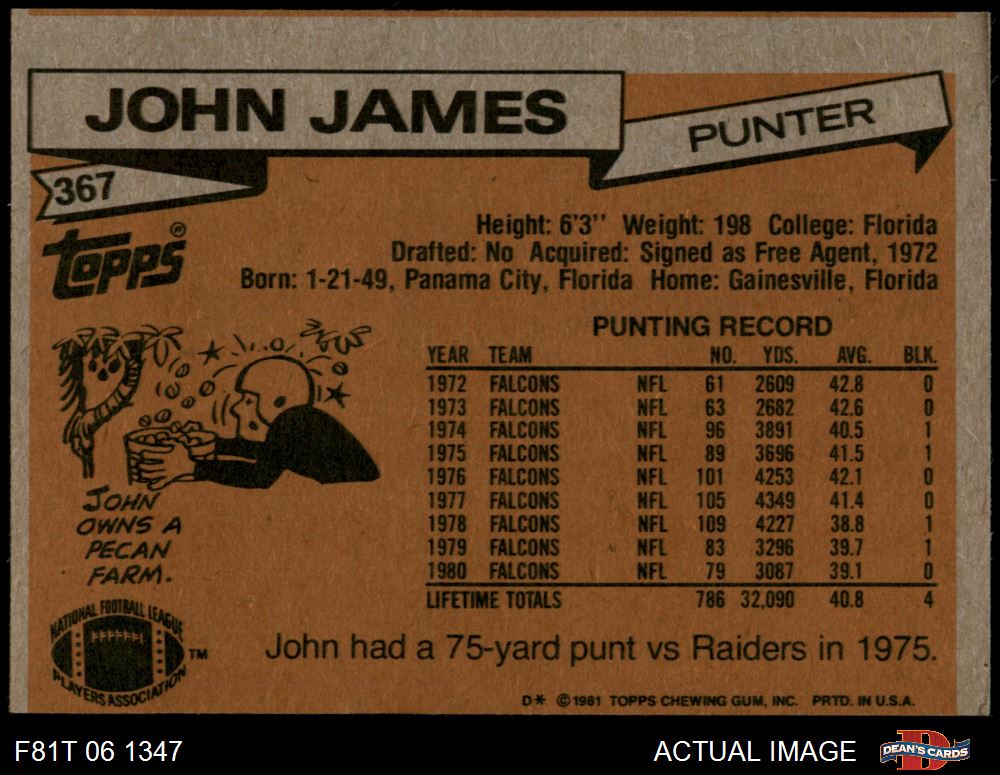 JOHN JAMES
PUNTER
367
Topps®
Height: 6'3'' Weight: 198 College: Florida
Drafted: No Acquired: Signed as Free Agent, 1972
Born: 1-21-49, Panama City, Florida Home: Gainesville, Florida
PUNTING RECORD
YEAR TEAM NO. YDS. AVG. BLK.
1972 FALCONS NFL 61 2609 42.8 0
1973 FALCONS NFL 63 2682 42.6 0
1974 FALCONS NFL 96 3891 40.5 1
1975 FALCONS NFL 89 3696 41.5 1
1976 FALCONS NFL 101 4253 42.1 0
1977 FALCONS NFL 105 4349 41.4 0
1978 FALCONS NFL 109 4227 38.8 1
1979 FALCONS NFL 83 3296 39.7 1
1980 FALCONS NFL 79 3087 39.1 0
LIFETIME TOTALS 786 32,090 40.8 4
JOHN
OWNS A
PECAN
FARM.
NATIONAL FOOTBALL LEAGUE
PLAYERS ASSOCIATION
TM
John had a 75-yard punt vs Raiders in 1975.
D* © 1981 TOPPS CHEWING GUM, INC. PRTD. IN U.S.A.
F81T 06 1347
ACTUAL IMAGE
D
DEAN'S CARDS